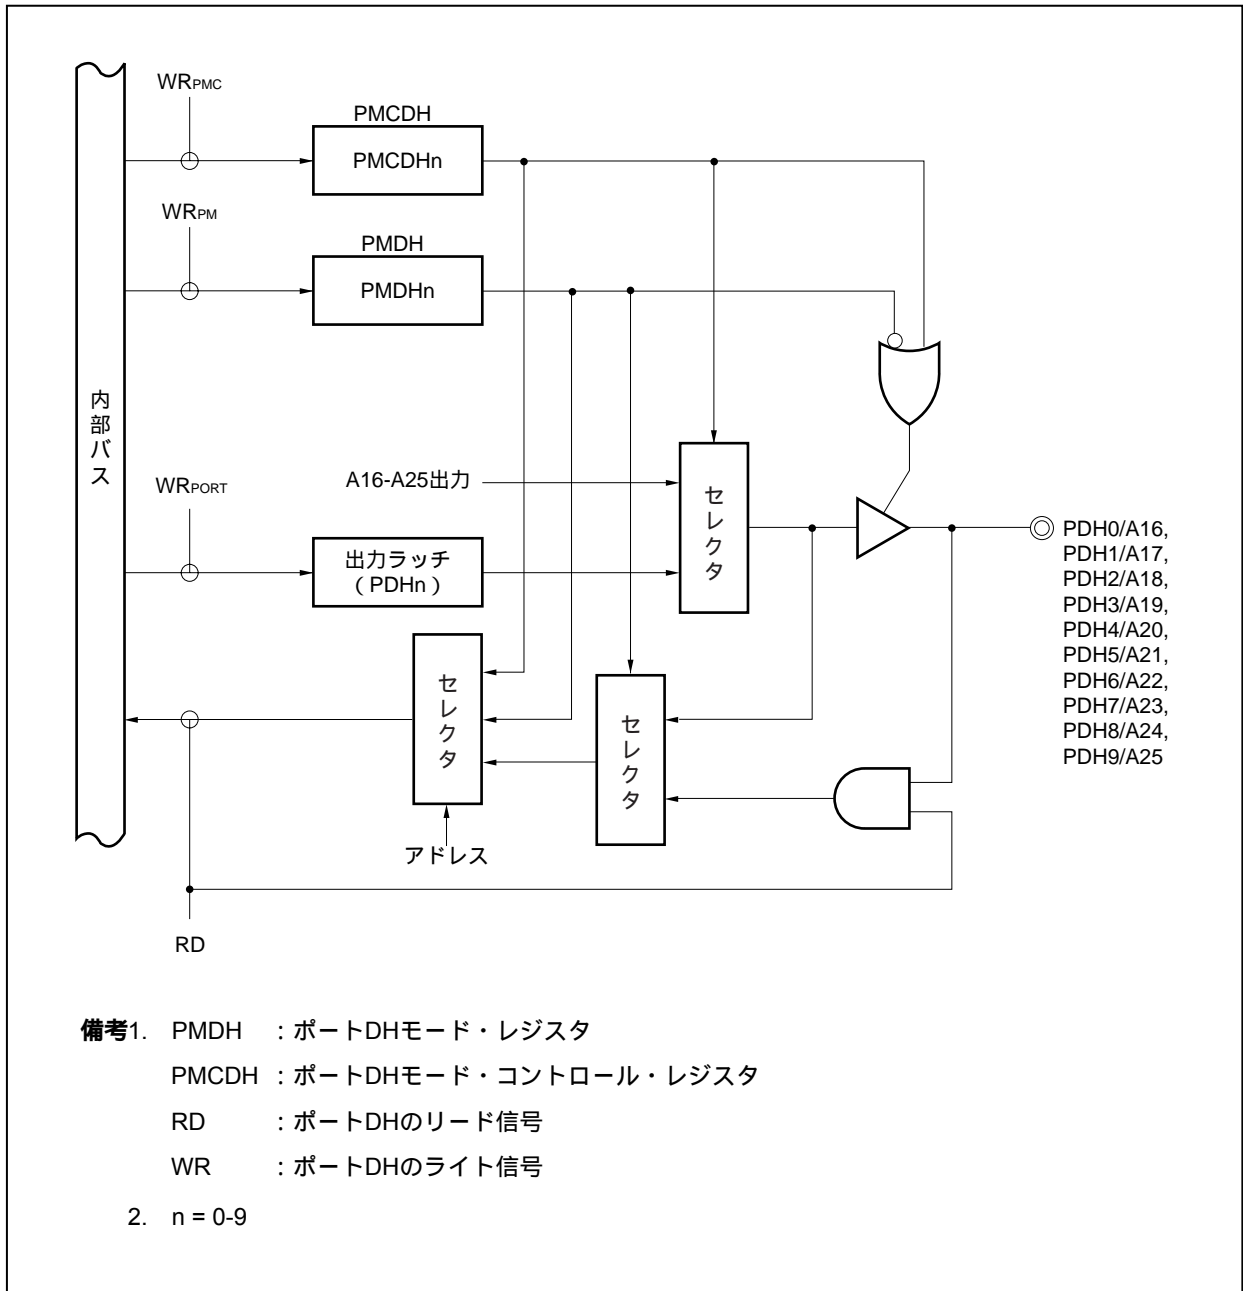 WRPMC
PMCDH
PMCDHn
WRPM
PMDH
PMDHn
内部バス
A16-A25出力
WRPORT
出力ラッチ
（PDHn）
セレクタ
PDH0/A16,
PDH1/A17,
PDH2/A18,
PDH3/A19,
PDH4/A20,
PDH5/A21,
PDH6/A22,
PDH7/A23,
PDH8/A24,
PDH9/A25
セレクタ
セレクタ
アドレス
RD
備考1. PMDH ：ポートDHモード・レジスタ
PMCDH ：ポートDHモード・コントロール・レジスタ
RD ：ポートDHのリード信号
WR ：ポートDHのライト信号
2. n = 0-9